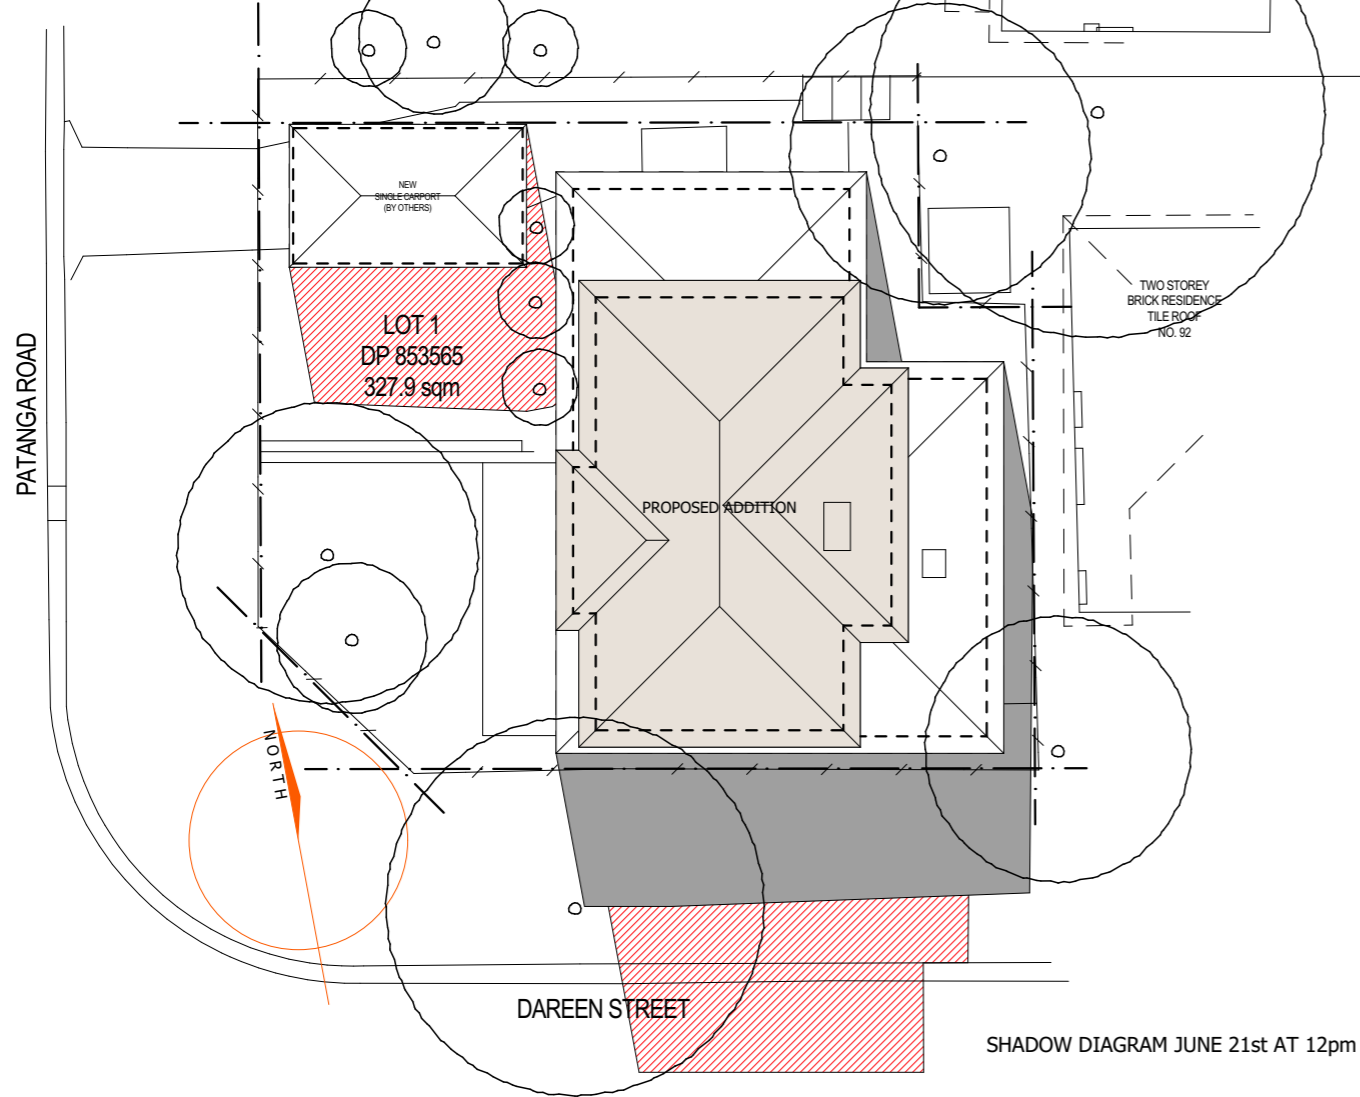 NEW
SINGLE CARPORT
(BY OTHERS)
LOT 1
DP 853565
327.9 sqm
TWO STOREY
BRICK RESIDENCE
TILE ROOF
NO. 92
PATANGA ROAD
PROPOSED ADDITION
NORTH
DAREEN STREET
SHADOW DIAGRAM JUNE 21st AT 12pm